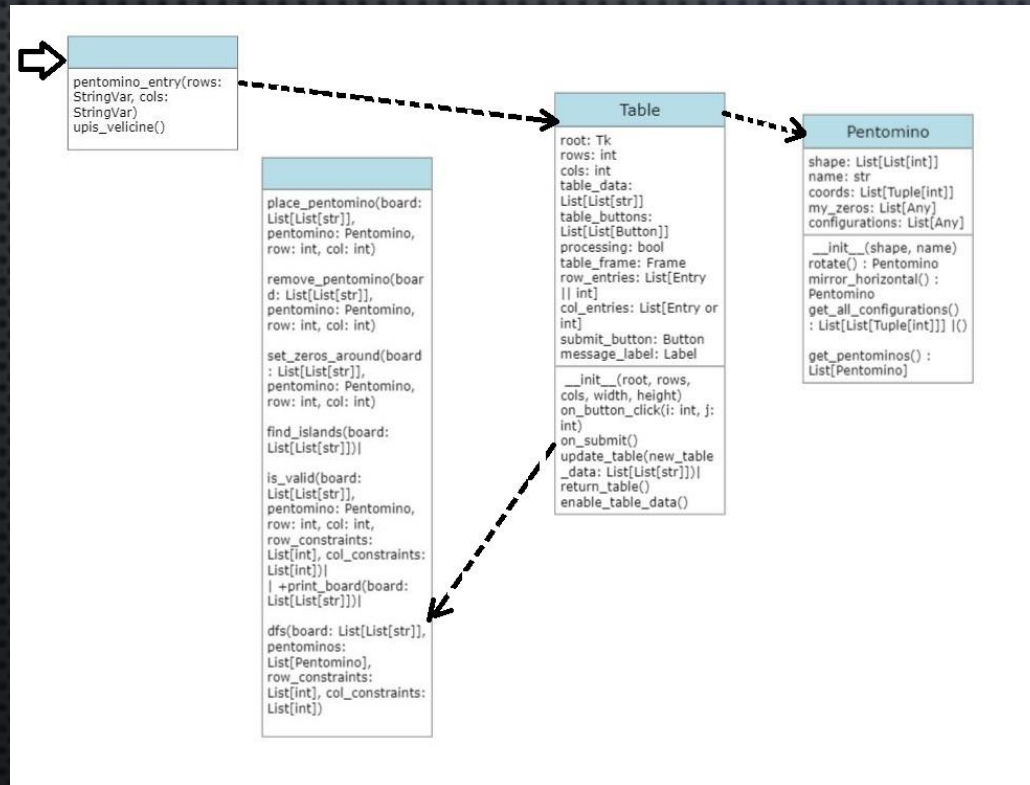 pentomino_entry(rows:
StringVar, cols:
StringVar)
upis_velicine()
place_pentomino(board:
List[List[str]],
pentomino: Pentomino,
row: int, col: int)
remove_pentomino(boar
d: List[List[str]],
pentomino: Pentomino,
row: int, col: int)
set_zeros_around(board
: List[List[str]],
pentomino: Pentomino,
row: int, col: int)
find_islands(board:
List[List[str]])|
is_valid(board:
List[List[str]],
pentomino: Pentomino,
row: int, col: int,
row_constraints:
List[int], col_constraints:
List[int])|
| +print_board(board:
List[List[str]])|
dfs(board: List[List[str]],
pentominos:
List[Pentomino],
row_constraints:
List[int], col_constraints:
List[int])
Table
root: Tk
rows: int
cols: int
table_data:
List[List[str]]
table_buttons:
List[List[Button]]
processing: bool
table_frame: Frame
row_entries: List[Entry
|| int]
col_entries: List[Entry or
int]
submit_button: Button
message_label: Label
__init__(root, rows,
cols, width, height)
on_button_click(i: int, j:
int)
on_submit()
update_table(new_table
_data: List[List[str]])|
return_table()
enable_table_data()
Pentomino
shape: List[List[int]]
name: str
coords: List[Tuple[int]]
my_zeros: List[Any]
configurations: List[Any]
__init__(shape, name)
rotate() : Pentomino
mirror_horizontal() :
Pentomino
get_all_configurations()
: List[List[Tuple[int]]] |()
get_pentominos() :
List[Pentomino]